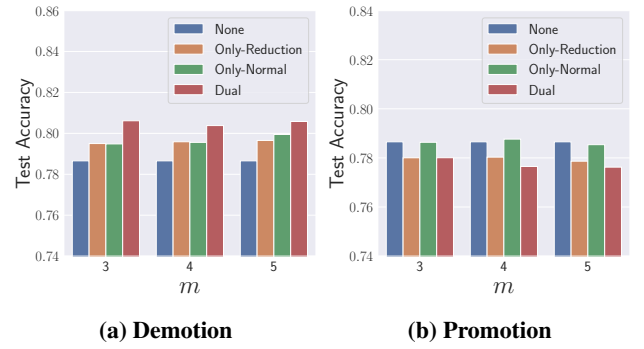 0.86
0.84
0.82
0.80
0.78
0.76
0.74
Test Accuracy
None
Only-Reduction
Only-Normal
Dual
3 4 5
m
(a) Demotion
0.84
0.82
0.80
0.78
0.76
0.74
Test Accuracy
None
Only-Reduction
Only-Normal
Dual
3 4 5
m
(b) Promotion